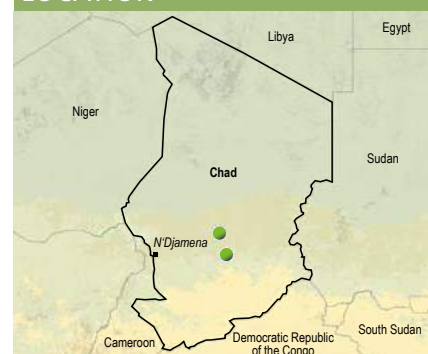 Egypt
Libya
Niger
Chad
Sudan
N'Djamena
Cameroon
Democratic Republic
of the Congo
South Sudan